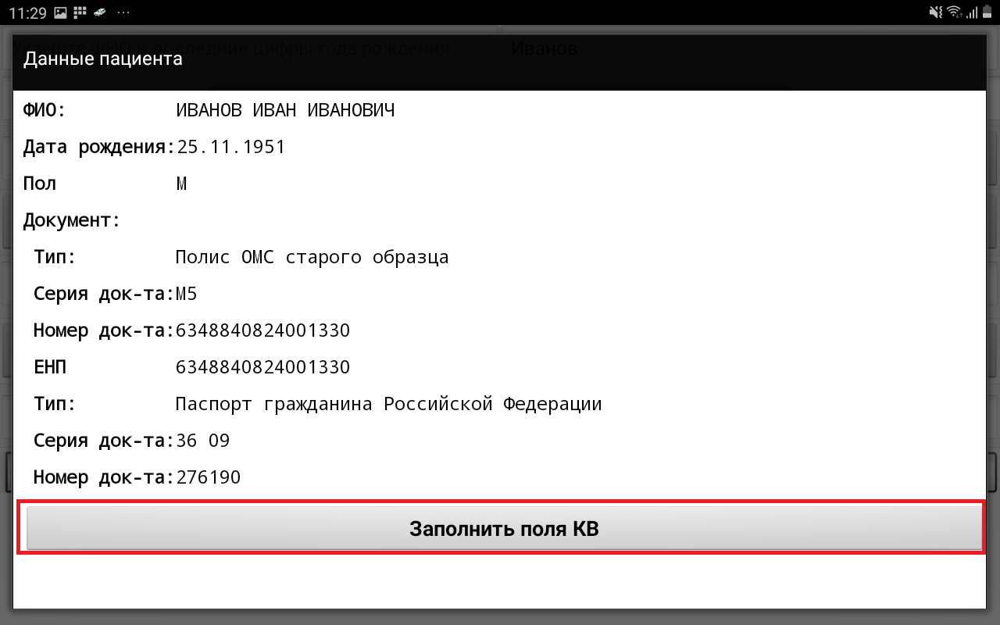 11:29
Укажите ФИО и последние цифры года рождения Иванов
Данные пациента
ФИО: ИВАНОВ ИВАН ИВАНОВИЧ
Дата рождения: 25.11.1951
Пол М
Документ:
Тип: Полис ОМС старого образца
Серия док-та: М5
Номер док-та: 6348840824001330
ЕНП 6348840824001330
Тип: Паспорт гражданина Российской Федерации
Серия док-та: 36 09
Номер док-та: 276190
Заполнить поля КВ